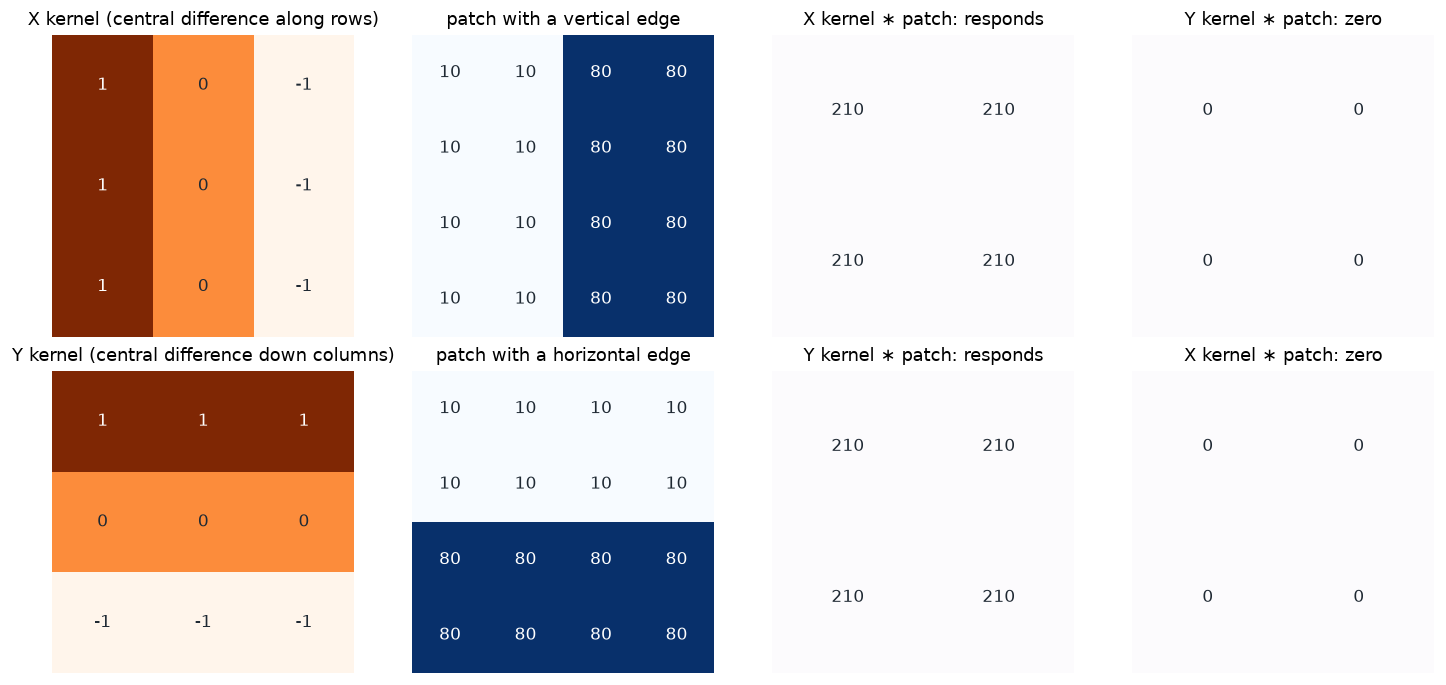 X kernel (central difference along rows) patch with a vertical edge X kernel ∗ patch: responds Y kernel ∗ patch: zero
1 0 -1 10 10 80 80 210 210 0 0
1 0 -1 10 10 80 80
1 0 -1 10 10 80 80 210 210 0 0
10 10 80 80
Y kernel (central difference down columns) patch with a horizontal edge Y kernel ∗ patch: responds X kernel ∗ patch: zero
1 1 1 10 10 10 10 210 210 0 0
0 0 0 10 10 10 10
-1 -1 -1 80 80 80 80 210 210 0 0
80 80 80 80